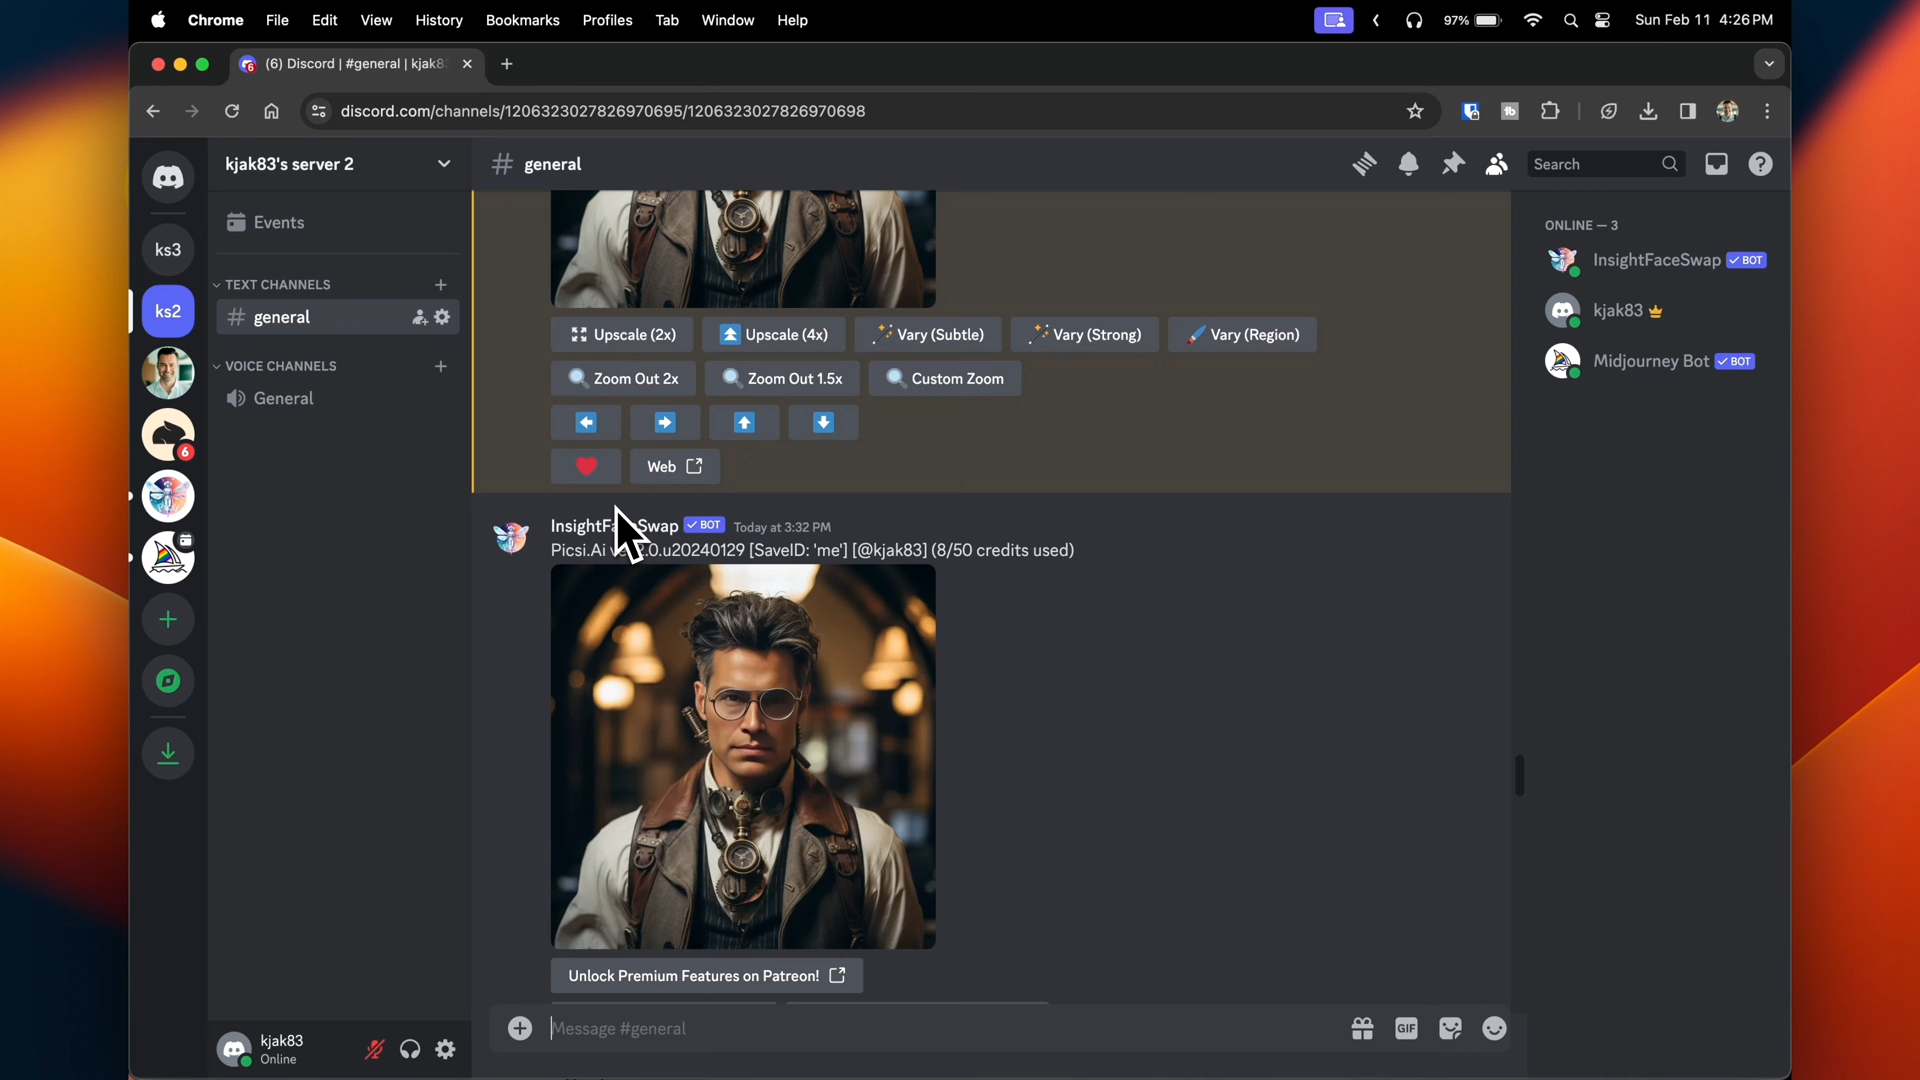 Chrome File Edit View History Bookmarks Profiles Tab Window Help 97% Sun Feb 11 4:26 PM
(6) Discord | #general | kjak8
discord.com/channels/1206323027826970695/1206323027826970698
kjak83's server 2
# general
Search
Events
TEXT CHANNELS
# general
VOICE CHANNELS
General
ks3
ks2
6
Upscale (2x) Upscale (4x) Vary (Subtle) Vary (Strong) Vary (Region)
Zoom Out 2x Zoom Out 1.5x Custom Zoom
Web
InsightFaceSwap BOT Today at 3:32 PM
Picsi.Ai 2.0.u20240129 [SaveID: 'me'] [@kjak83] (8/50 credits used)
Unlock Premium Features on Patreon!
Message #general
GIF
ONLINE — 3
InsightFaceSwap BOT
kjak83
Midjourney Bot BOT
kjak83
Online